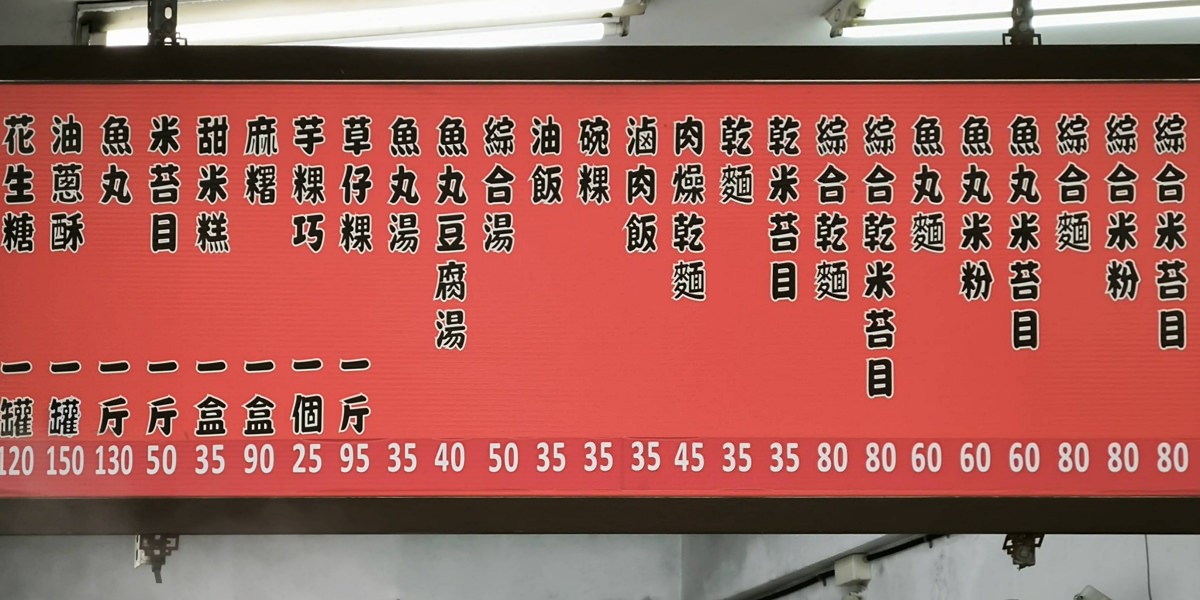 綜合米苔目 80
綜合米粉 80
綜合麵 80
魚丸米苔目 60
魚丸米粉 60
魚丸麵 60
綜合乾米苔目 80
綜合乾麵 80
乾米苔目 35
乾麵 35
肉燥乾麵 45
滷肉飯 35
碗粿 35
油飯 35
綜合湯 50
魚丸豆腐湯 40
魚丸湯 35
草仔粿 一斤 95
芋粿巧 一個 25
麻糬 一盒 90
甜米糕 一盒 35
米苔目 一斤 50
魚丸 一斤 130
油蔥酥 一罐 150
花生糖 一罐 120